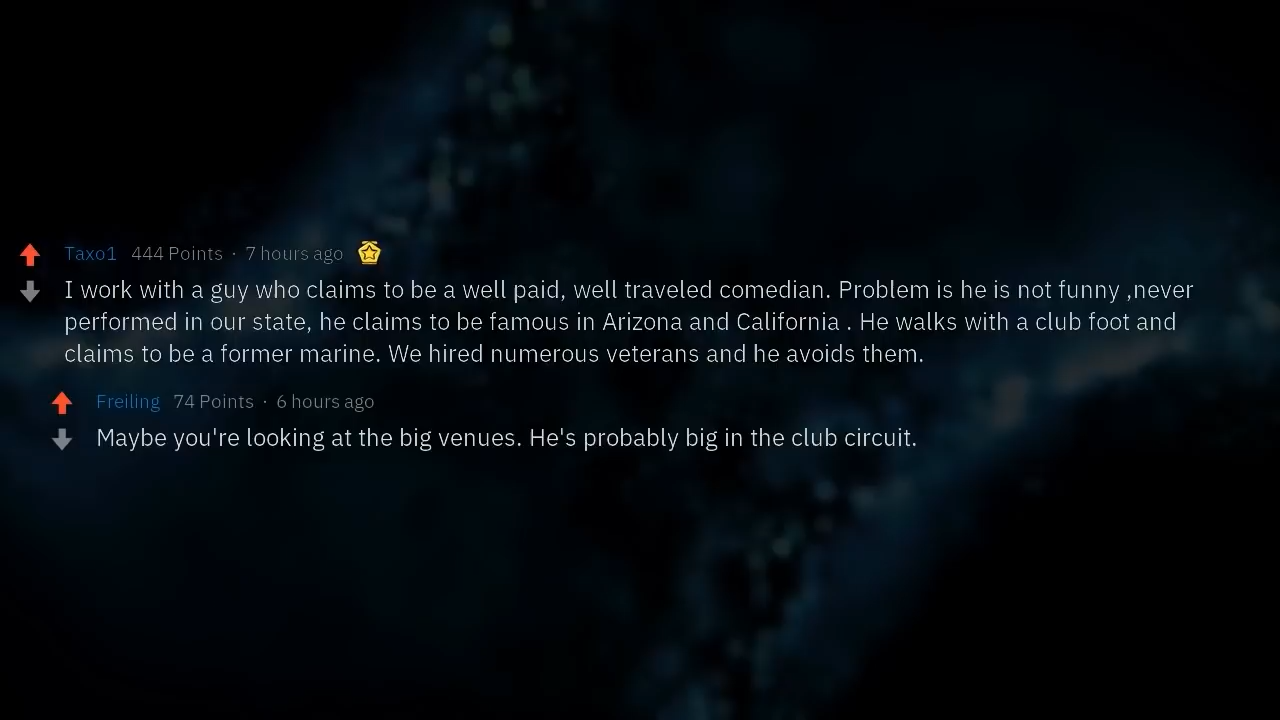 Taxo1 444 Points · 7 hours ago
I work with a guy who claims to be a well paid, well traveled comedian. Problem is he is not funny ,never
performed in our state, he claims to be famous in Arizona and California . He walks with a club foot and
claims to be a former marine. We hired numerous veterans and he avoids them.
Freiling 74 Points · 6 hours ago
Maybe you're looking at the big venues. He's probably big in the club circuit.